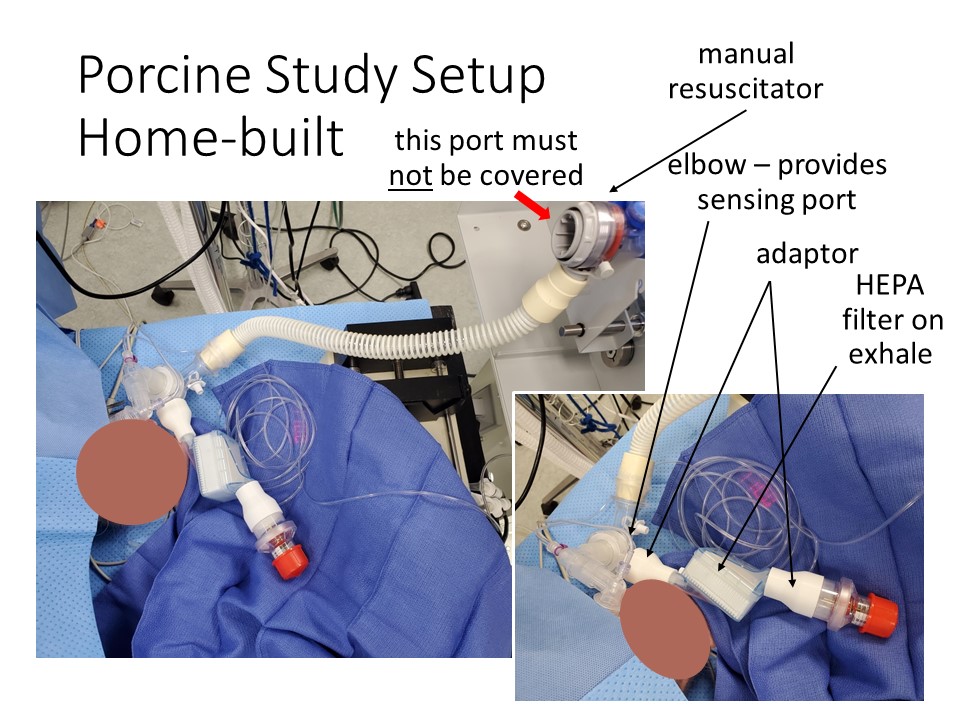 Porcine Study Setup
Home-built
this port must
not be covered
manual
resuscitator
elbow – provides
sensing port
adaptor
HEPA
filter on
exhale